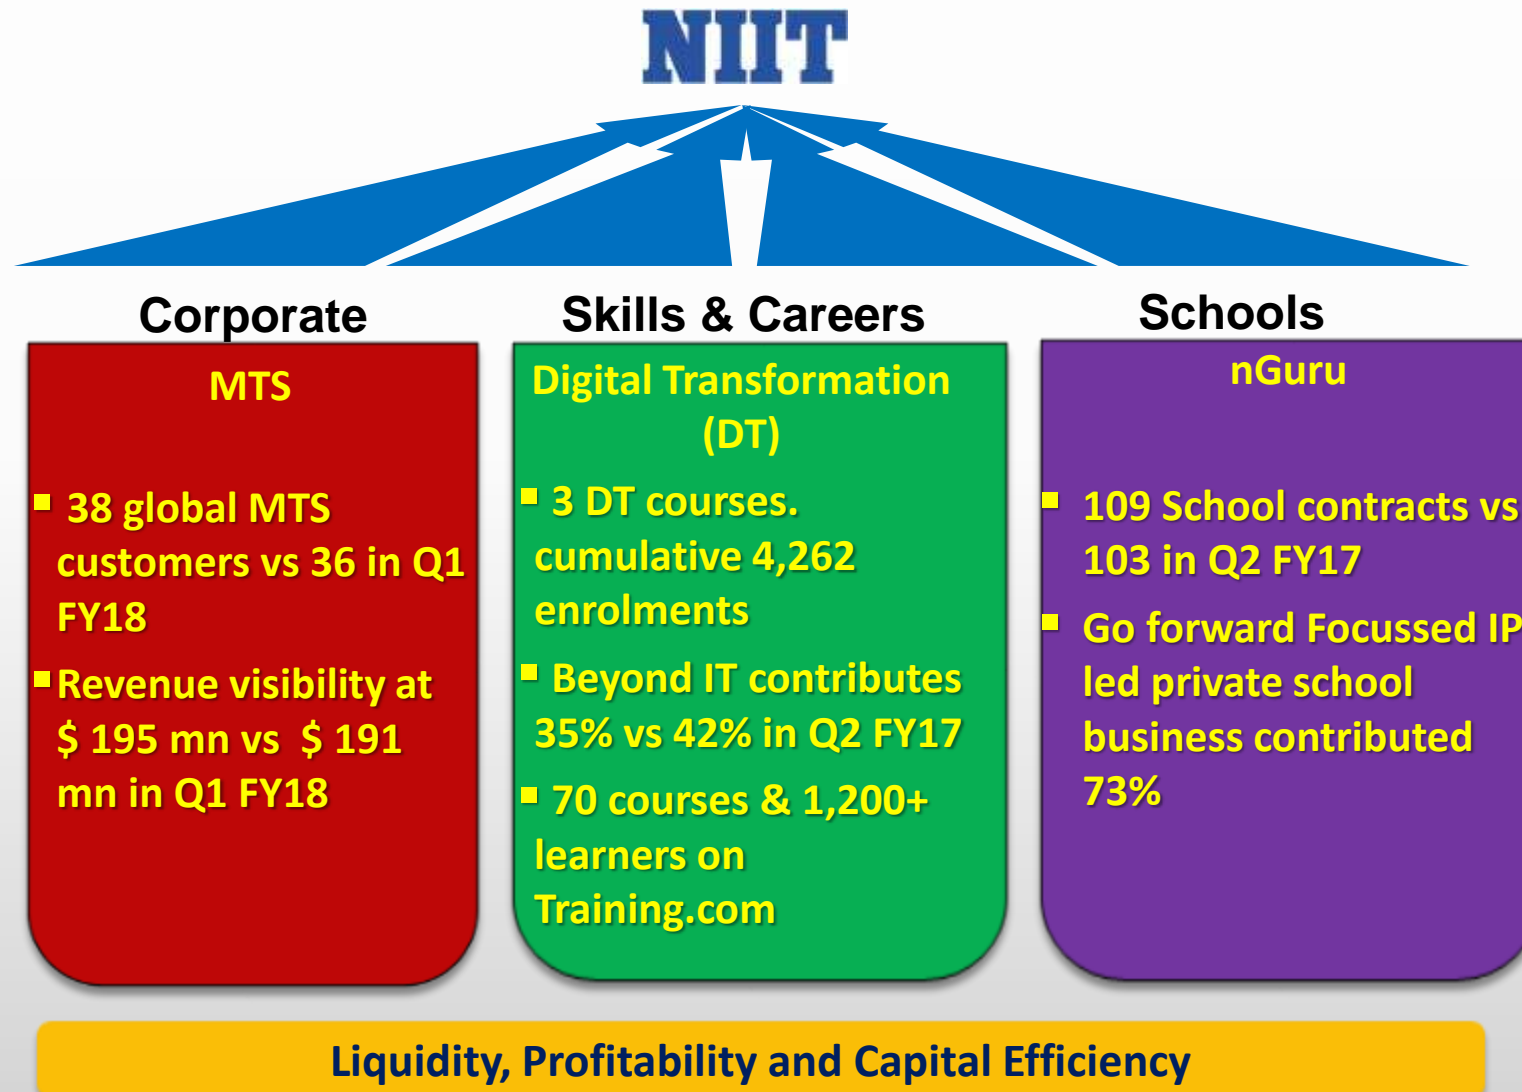 NIIT
Corporate
MTS
▪ 38 global MTS
customers vs 36 in Q1
FY18
▪ Revenue visibility at
$ 195 mn vs $ 191
mn in Q1 FY18
Skills & Careers
Digital Transformation
(DT)
▪ 3 DT courses.
cumulative 4,262
enrolments
▪ Beyond IT contributes
35% vs 42% in Q2 FY17
▪ 70 courses & 1,200+
learners on
Training.com
Schools
nGuru
▪ 109 School contracts vs
103 in Q2 FY17
▪ Go forward Focussed IP
led private school
business contributed
73%
Liquidity, Profitability and Capital Efficiency